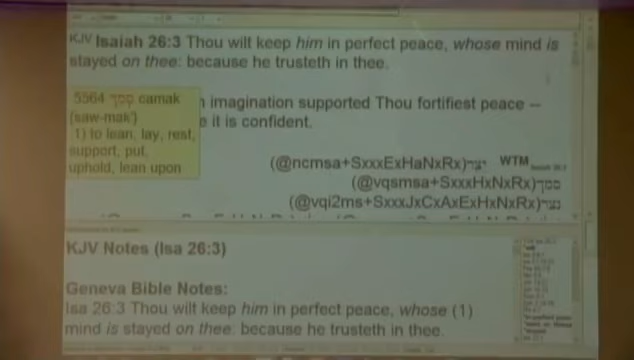 KJV Isaiah 26:3 Thou wilt keep him in perfect peace, whose mind is
stayed on thee: because he trusteth in thee.
imagination supported Thou fortifiest peace –
it is confident.
5564 סמך camak
(saw-mak')
1) to lean, lay, rest,
support, put,
uphold, lean upon
WTM יצר(@ncmsa+SxxxExHaNxRx)
סמך(@vqsmsa+SxxxHxNxRx)
נצר(@vqi2ms+SxxxJxCxAxExHxNxRx)
KJV Notes (Isa 26:3)
Geneva Bible Notes:
Isa 26:3 Thou wilt keep him in perfect peace, whose (1)
mind is stayed on thee: because he trusteth in thee.